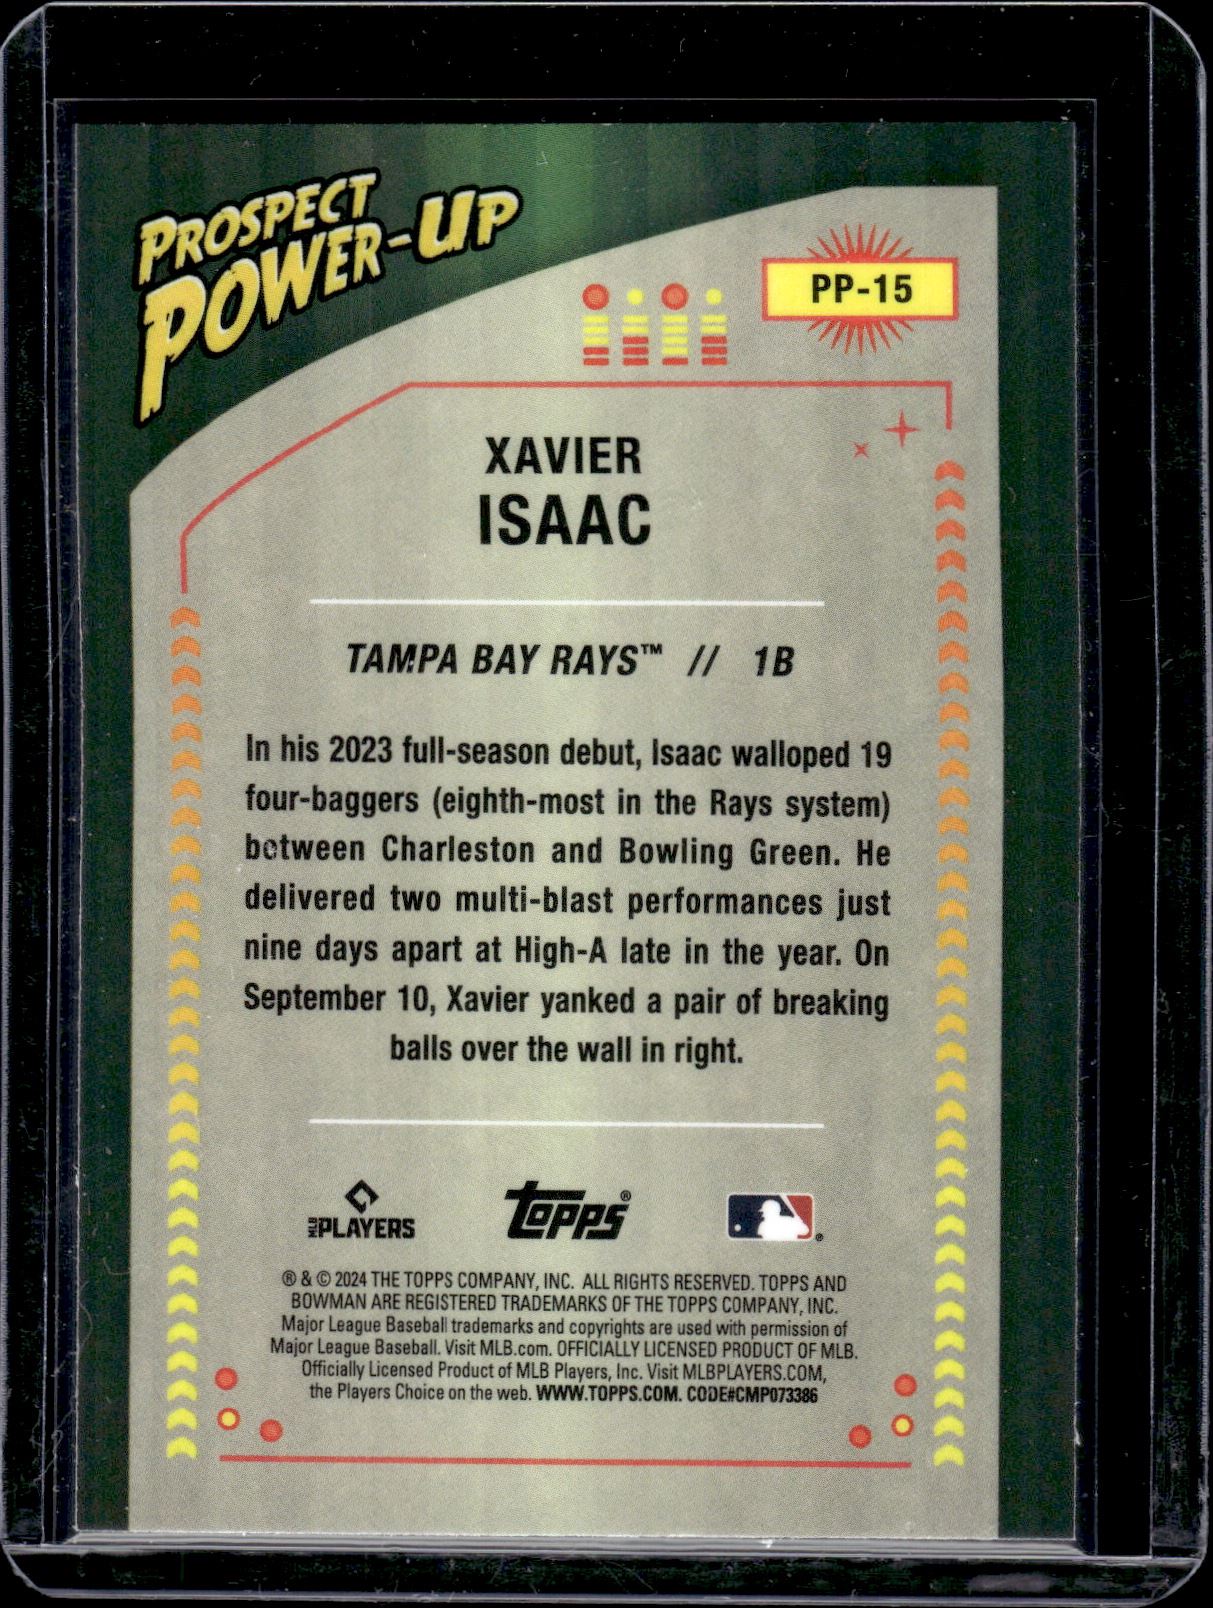 PROSPECT
POWER-UP
PP-15
XAVIER
ISAAC
TAMPA BAY RAYS™ // 1B
In his 2023 full-season debut, Isaac walloped 19
four-baggers (eighth-most in the Rays system)
between Charleston and Bowling Green. He
delivered two multi-blast performances just
nine days apart at High-A late in the year. On
September 10, Xavier yanked a pair of breaking
balls over the wall in right.
MLB PLAYERS topps®
® & © 2024 THE TOPPS COMPANY, INC. ALL RIGHTS RESERVED. TOPPS AND
BOWMAN ARE REGISTERED TRADEMARKS OF THE TOPPS COMPANY, INC.
Major League Baseball trademarks and copyrights are used with permission of
Major League Baseball. Visit MLB.com. OFFICIALLY LICENSED PRODUCT OF MLB.
Officially Licensed Product of MLB Players, Inc. Visit MLBPLAYERS.COM,
the Players Choice on the web. WWW.TOPPS.COM. CODE#CMP073386